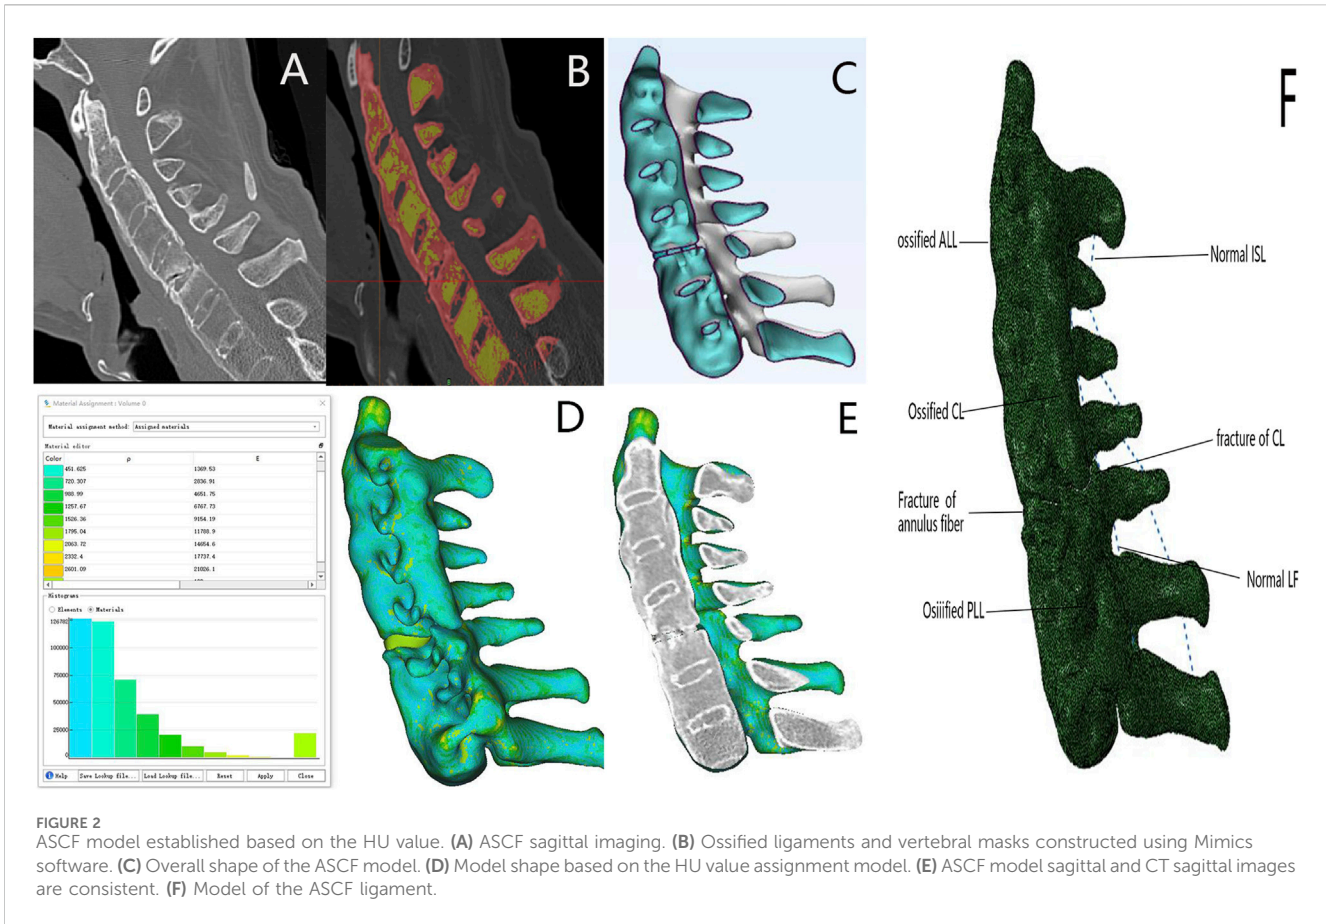 A
B
C
Material Assignment : Volume 0
Material assignment method: Assigned materials
Material editor
Color ρ E
451.625 1369.53
720.307 2836.91
988.99 4651.75
1257.67 6767.73
1526.36 9154.19
1795.04 11788.9
2063.72 14654.6
2332.4 17737.4
2601.09 21026.1
Histograms
Elements Materials
126702
100000
75000
50000
25000
0
Help Save Lookup file... Load Lookup file... Reset Apply Close
D
E
F
ossified ALL
Normal ISL
Ossified CL
fracture of CL
Fracture of
annulus fiber
Normal LF
Osiiified PLL
FIGURE 2
ASCF model established based on the HU value. (A) ASCF sagittal imaging. (B) Ossified ligaments and vertebral masks constructed using Mimics
software. (C) Overall shape of the ASCF model. (D) Model shape based on the HU value assignment model. (E) ASCF model sagittal and CT sagittal images
are consistent. (F) Model of the ASCF ligament.